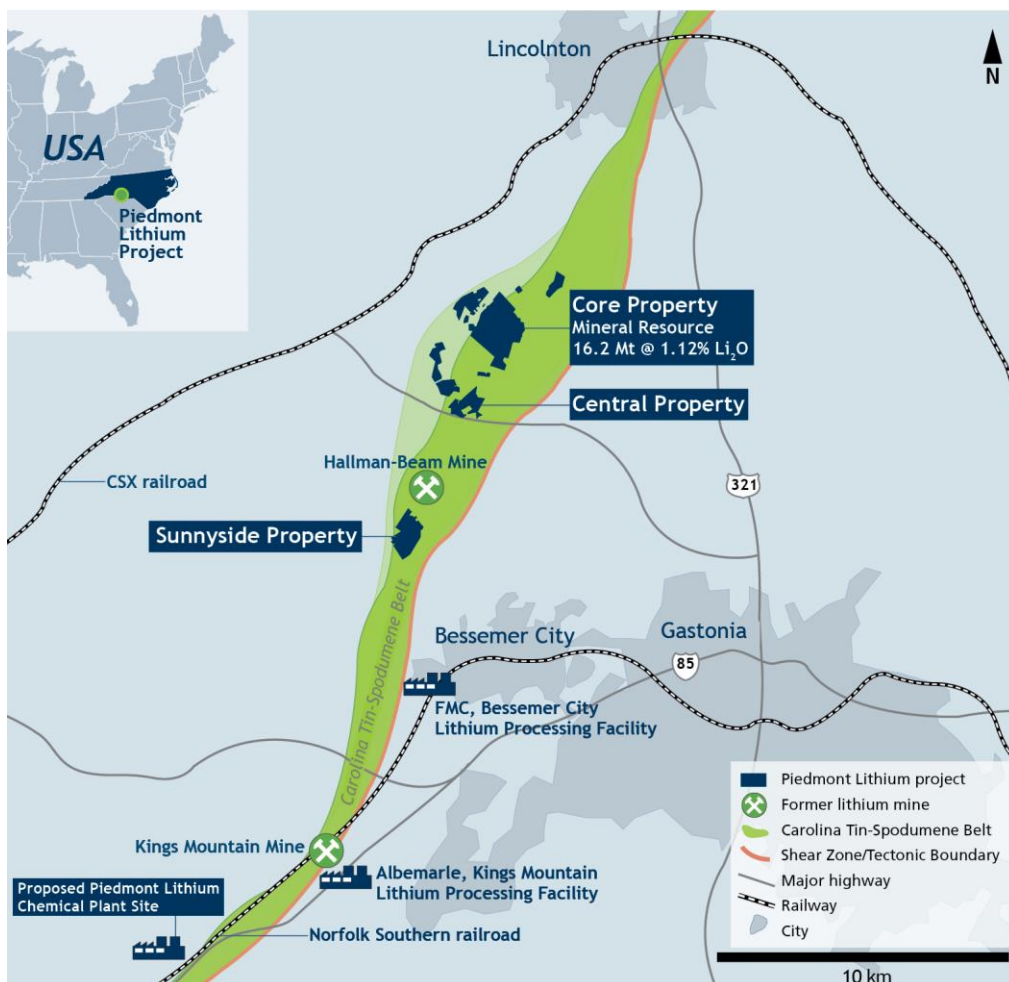 Lincolnton
N
USA
Piedmont
Lithium
Project
Core Property
Mineral Resource
16.2 Mt @ 1.12% Li₂O
Central Property
Hallman-Beam Mine
CSX railroad
321
Sunnyside Property
Carolina Tin-Spodumene Belt
Bessemer City
Gastonia
85
FMC, Bessemer City
Lithium Processing Facility
Kings Mountain Mine
Albemarle, Kings Mountain
Lithium Processing Facility
Proposed Piedmont Lithium
Chemical Plant Site
Norfolk Southern railroad
Piedmont Lithium project
Former lithium mine
Carolina Tin-Spodumene Belt
Shear Zone/Tectonic Boundary
Major highway
Railway
City
10 km